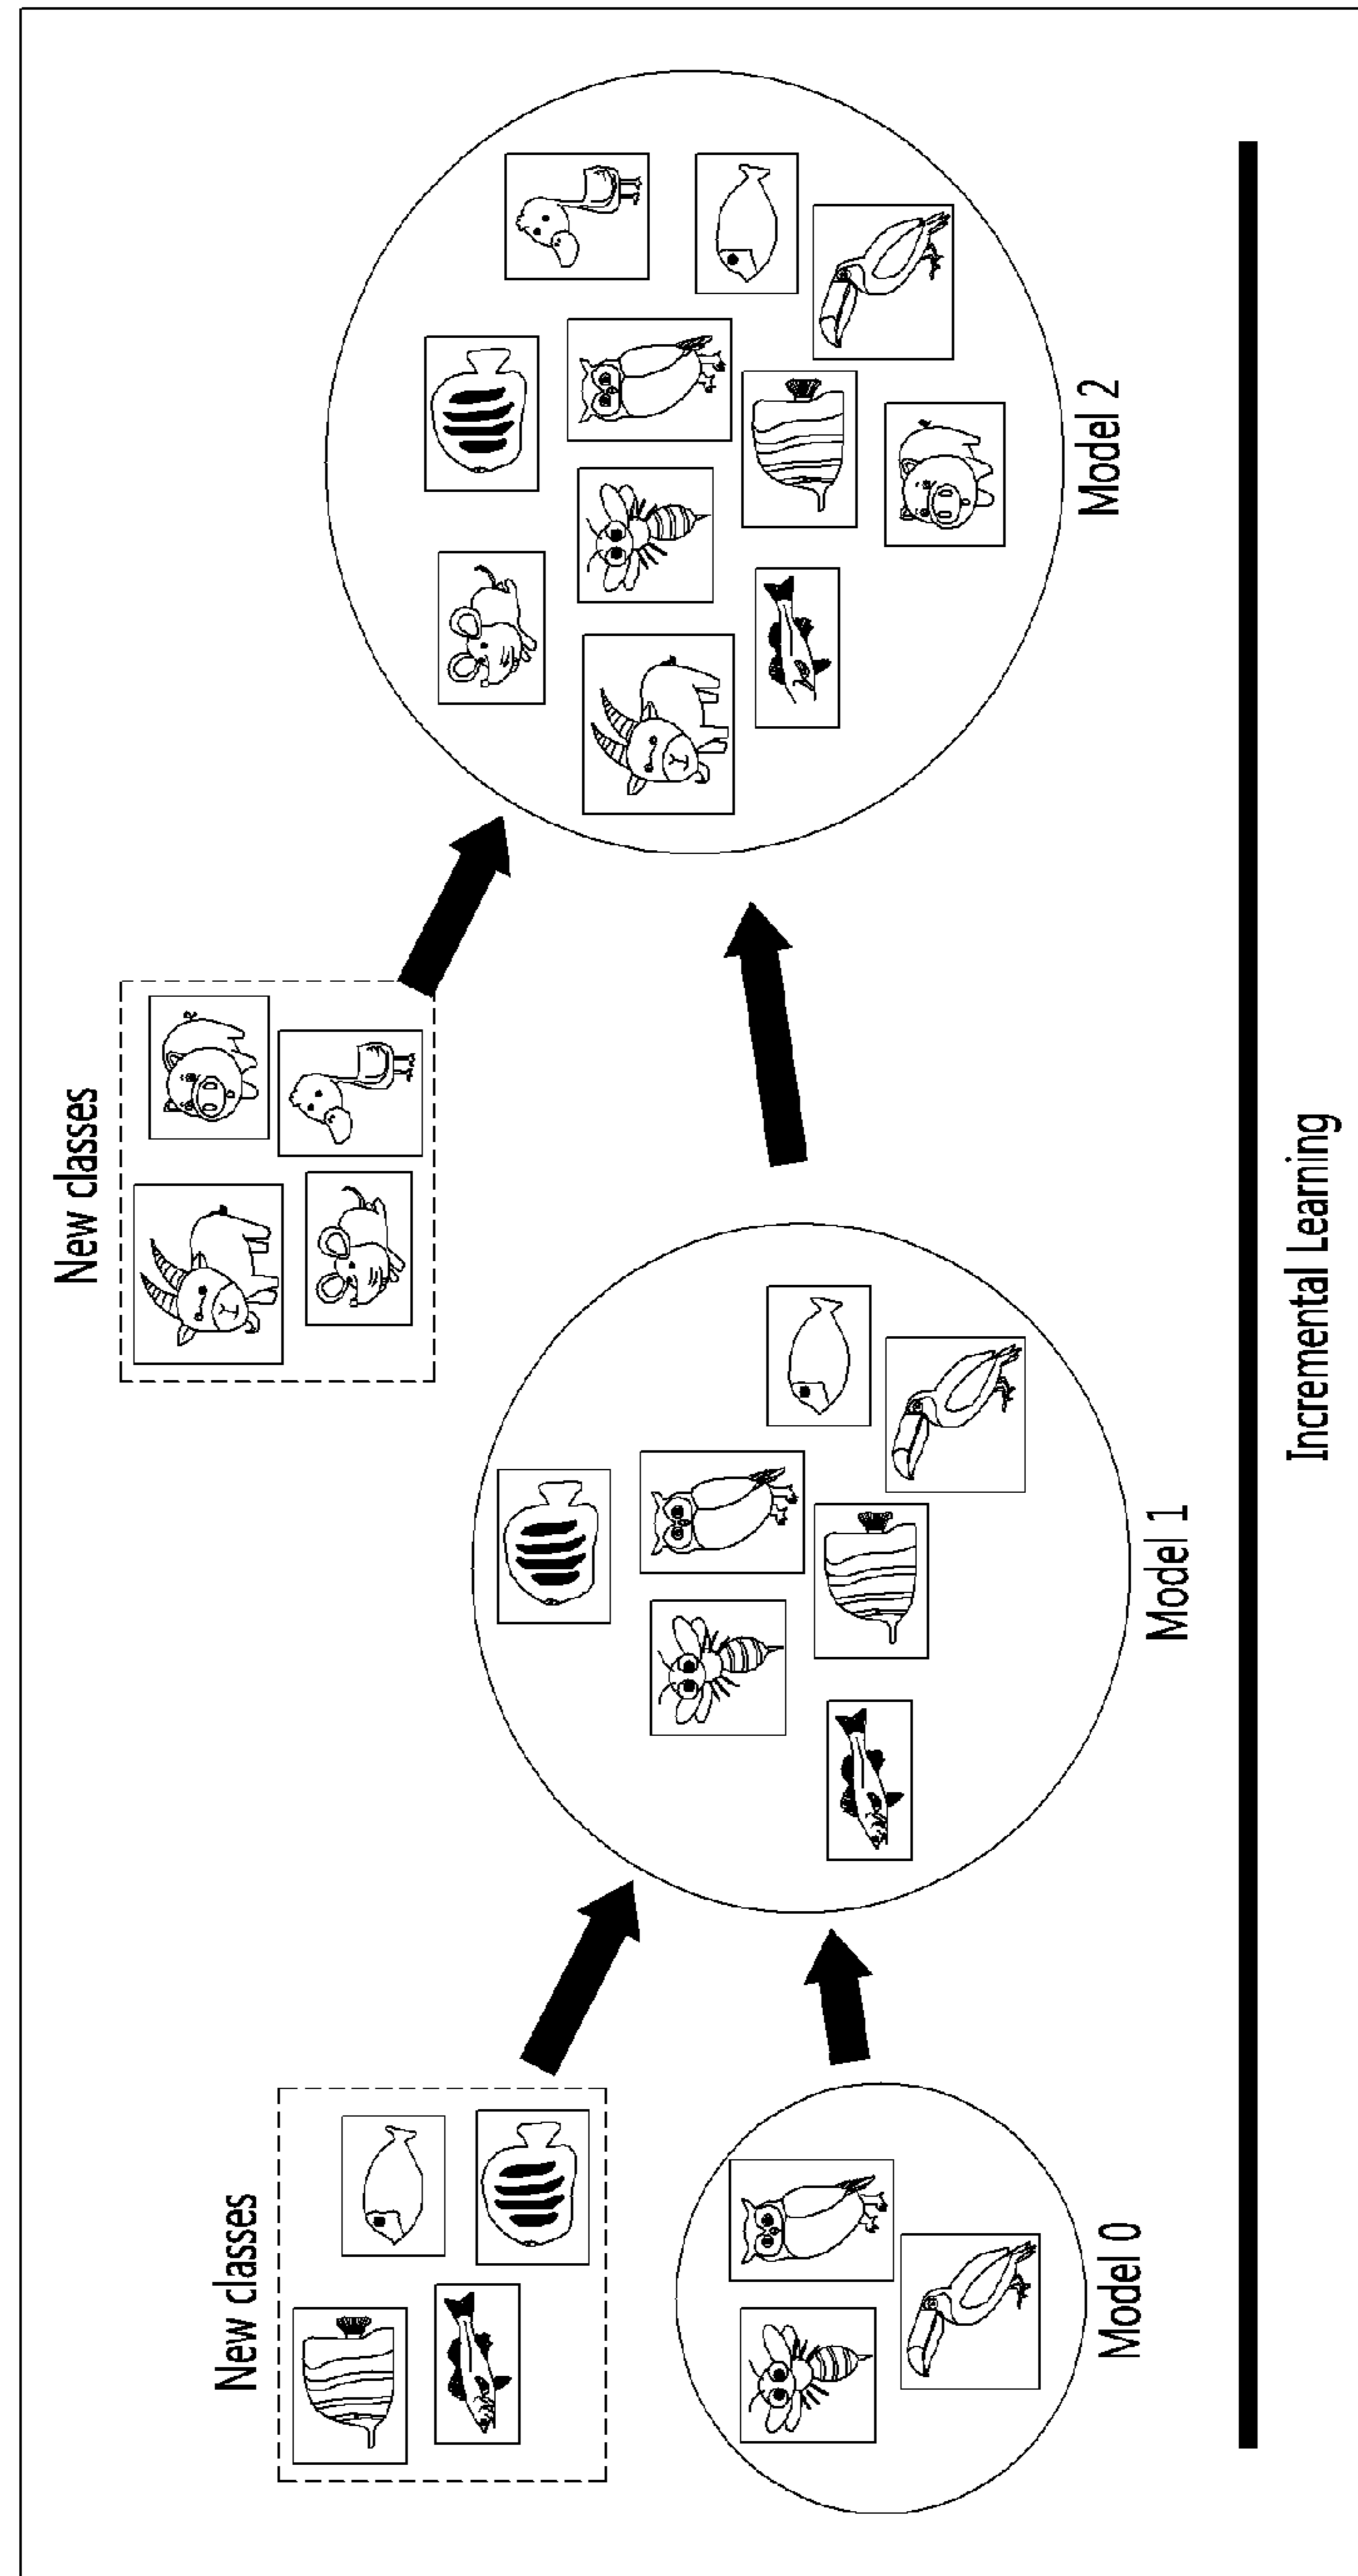 New classes
New classes
Model 0
Model 1
Model 2
Incremental Learning